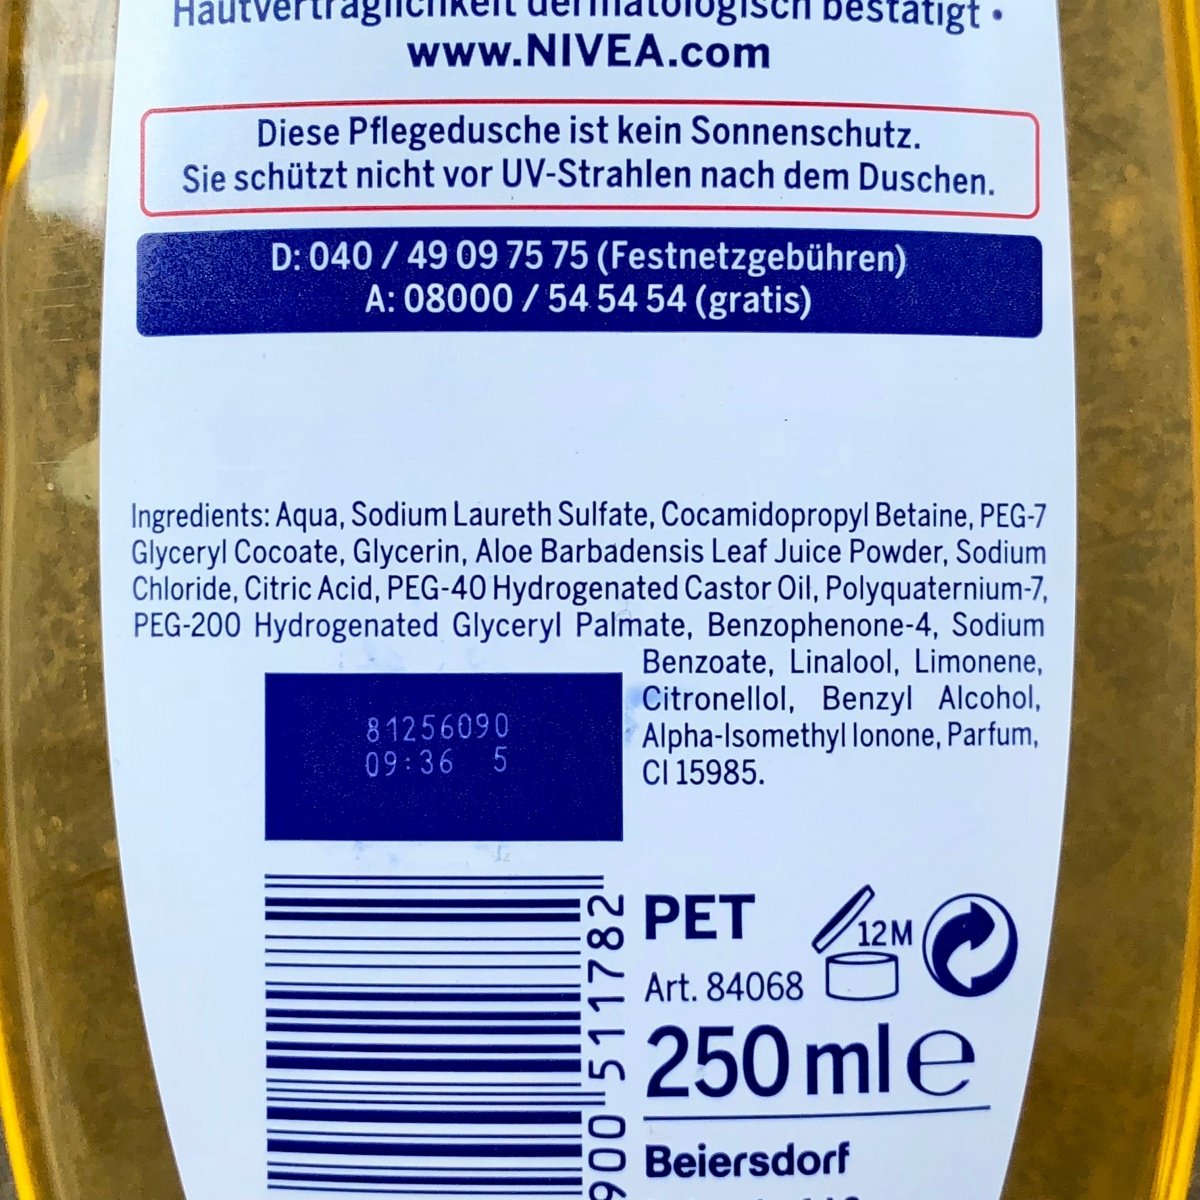 Hautverträglichkeit dermatologisch bestätigt •
www.NIVEA.com
Diese Pflegedusche ist kein Sonnenschutz.
Sie schützt nicht vor UV-Strahlen nach dem Duschen.
D: 040 / 49 09 75 75 (Festnetzgebühren)
A: 08000 / 54 54 54 (gratis)
Ingredients: Aqua, Sodium Laureth Sulfate, Cocamidopropyl Betaine, PEG-7
Glyceryl Cocoate, Glycerin, Aloe Barbadensis Leaf Juice Powder, Sodium
Chloride, Citric Acid, PEG-40 Hydrogenated Castor Oil, Polyquaternium-7,
PEG-200 Hydrogenated Glyceryl Palmate, Benzophenone-4, Sodium
Benzoate, Linalool, Limonene,
Citronellol, Benzyl Alcohol,
Alpha-Isomethyl Ionone, Parfum,
CI 15985.
81256090
09:36 5
900 511782
PET
12M
Art. 84068
250 ml e
Beiersdorf